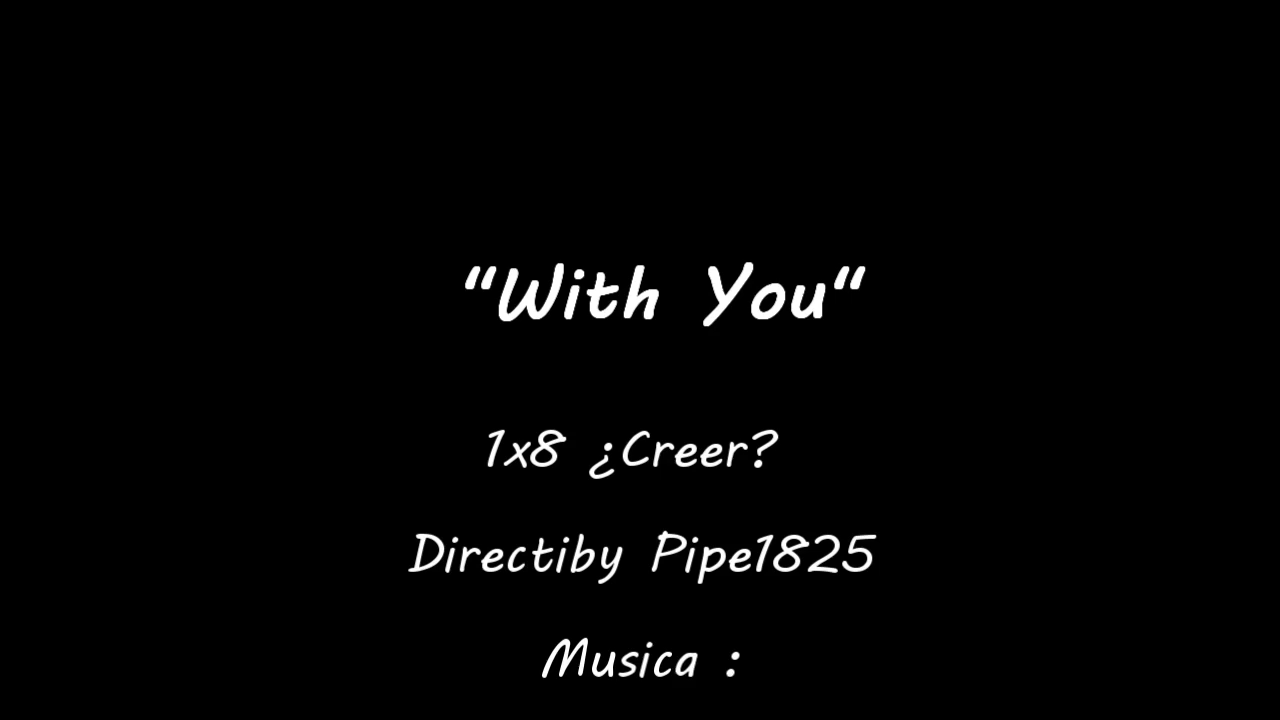 “With You“
1x8 ¿Creer?
Directiby Pipe1825
Musica :